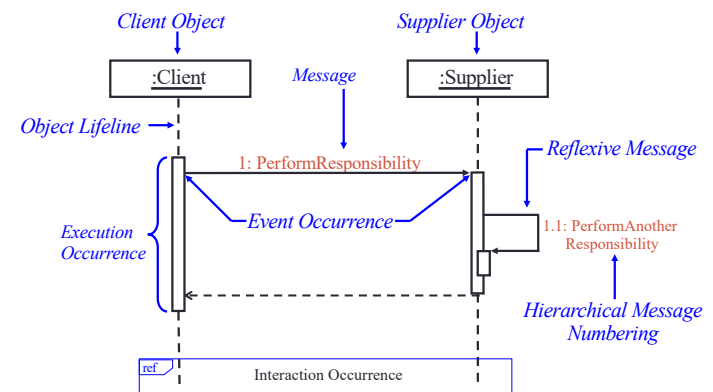 Client Object
Supplier Object
:Client
Message
:Supplier
Object Lifeline
Reflexive Message
1: PerformResponsibility
Event Occurrence
Execution
Occurrence
1.1: PerformAnother
Responsibility
Hierarchical Message
Numbering
ref
Interaction Occurrence